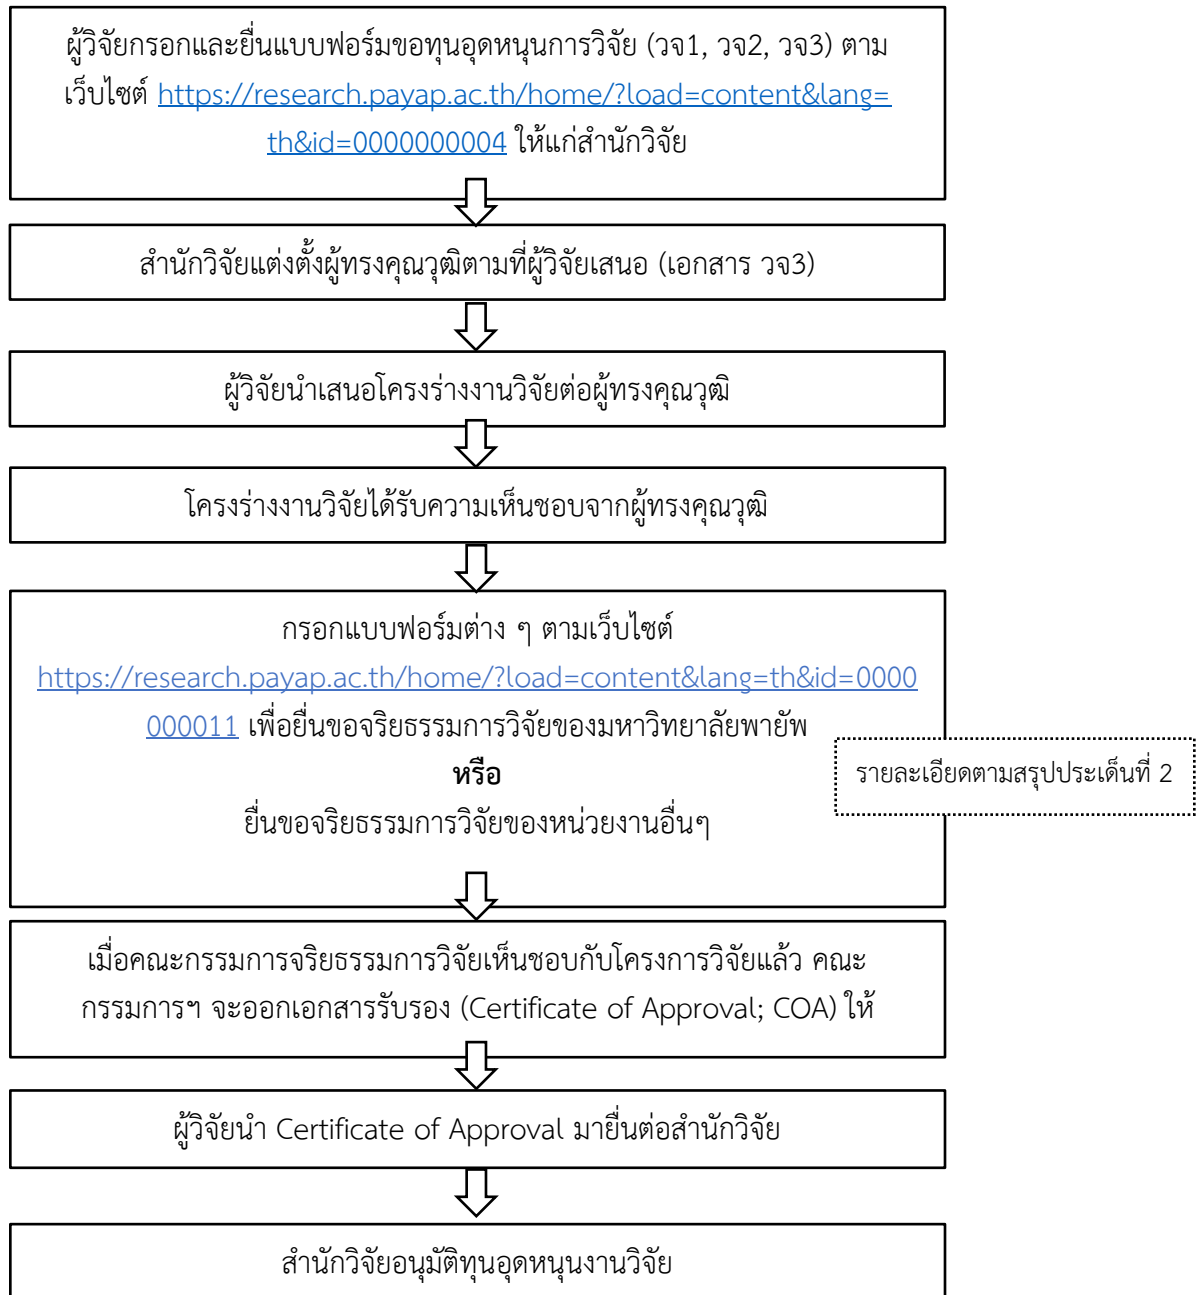 ผู้วิจัยกรอกและยื่นแบบฟอร์มขอทุนอุดหนุนการวิจัย (วจ1, วจ2, วจ3) ตาม
เว็บไซต์ https://research.payap.ac.th/home/?load=content&lang=
th&id=0000000004 ให้แก่สำนักวิจัย
สำนักวิจัยแต่งตั้งผู้ทรงคุณวุฒิตามที่ผู้วิจัยเสนอ (เอกสาร วจ3)
ผู้วิจัยนำเสนอโครงร่างงานวิจัยต่อผู้ทรงคุณวุฒิ
โครงร่างงานวิจัยได้รับความเห็นชอบจากผู้ทรงคุณวุฒิ
กรอกแบบฟอร์มต่าง ๆ ตามเว็บไซต์
https://research.payap.ac.th/home/?load=content&lang=th&id=0000
000011 เพื่อยื่นขอจริยธรรมการวิจัยของมหาวิทยาลัยพายัพ
หรือ
รายละเอียดตามสรุปประเด็นที่ 2
ยื่นขอจริยธรรมการวิจัยของหน่วยงานอื่นๆ
เมื่อคณะกรรมการจริยธรรมการวิจัยเห็นชอบกับโครงการวิจัยแล้ว คณะ
กรรมการฯ จะออกเอกสารรับรอง (Certificate of Approval; COA) ให้
ผู้วิจัยนำ Certificate of Approval มายื่นต่อสำนักวิจัย
สำนักวิจัยอนุมัติทุนอุดหนุนงานวิจัย